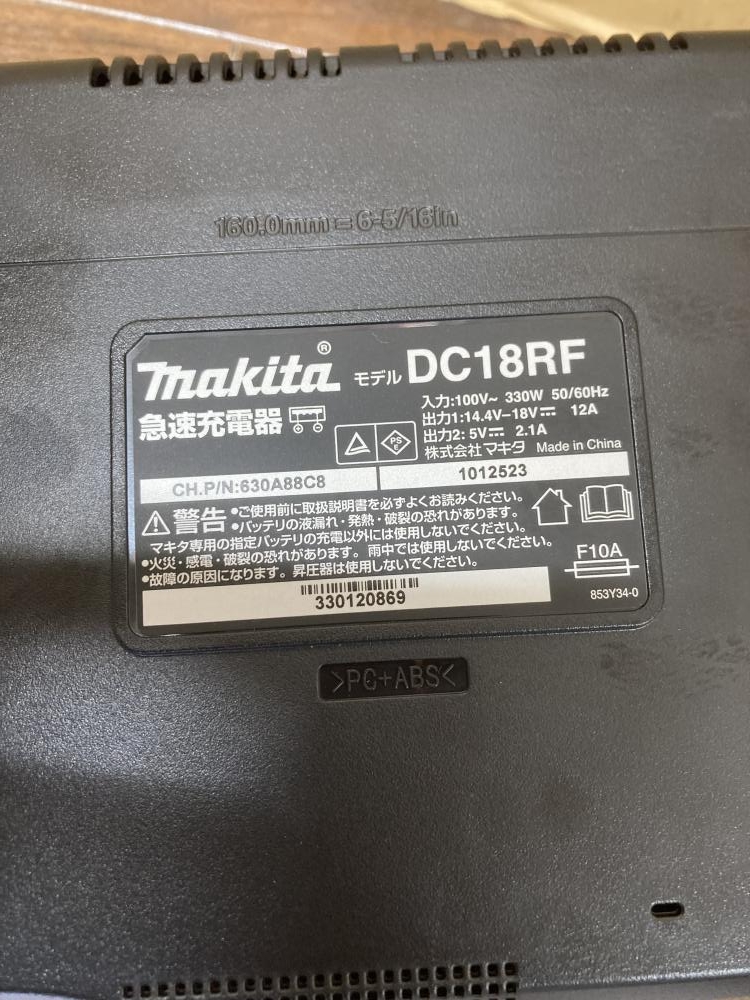 160.0mm=6-5/16in
makita® モデル DC18RF
急速充電器
入力:100V~ 330W 50/60Hz
出力1:14.4V-18V⎓ 12A
出力2: 5V⎓ 2.1A
PS
E
株式会社マキタ Made in China
CH.P/N:630A88C8
1012523
警告 •ご使用前に取扱説明書を必ずよくお読みください。
•バッテリの液漏れ・発熱・破裂の恐れがあります。
マキタ専用の指定バッテリの充電以外には使用しないでください。
•火災・感電・破裂の恐れがあります。雨中では使用しないでください。
•故障の原因になります。昇圧器は使用しないでください。
F10A
330120869
853Y34-0
>PC+ABS<